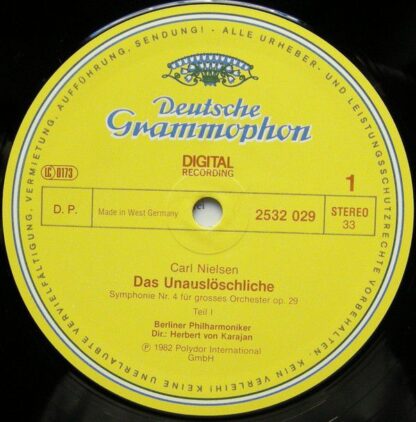 VERMIETUNG, AUFFÜHRUNG, SENDUNG! - ALLE URHEBER- UND LEISTUNGSSCHUTZRECHTE VORBEHALTEN · KEIN VERLEIH! KEINE UNERLAUBTE VERVIELFÄLTIGUNG,
Deutsche
Grammophon
DIGITAL
RECORDING
LC 0173
1
D. P.
Made in West Germany
2532 029
STEREO
33
Carl Nielsen
Das Unauslöschliche
Symphonie Nr. 4 für grosses Orchester op. 29
Teil I
Berliner Philharmoniker
Dir.: Herbert von Karajan
Ⓟ 1982 Polydor International
GmbH